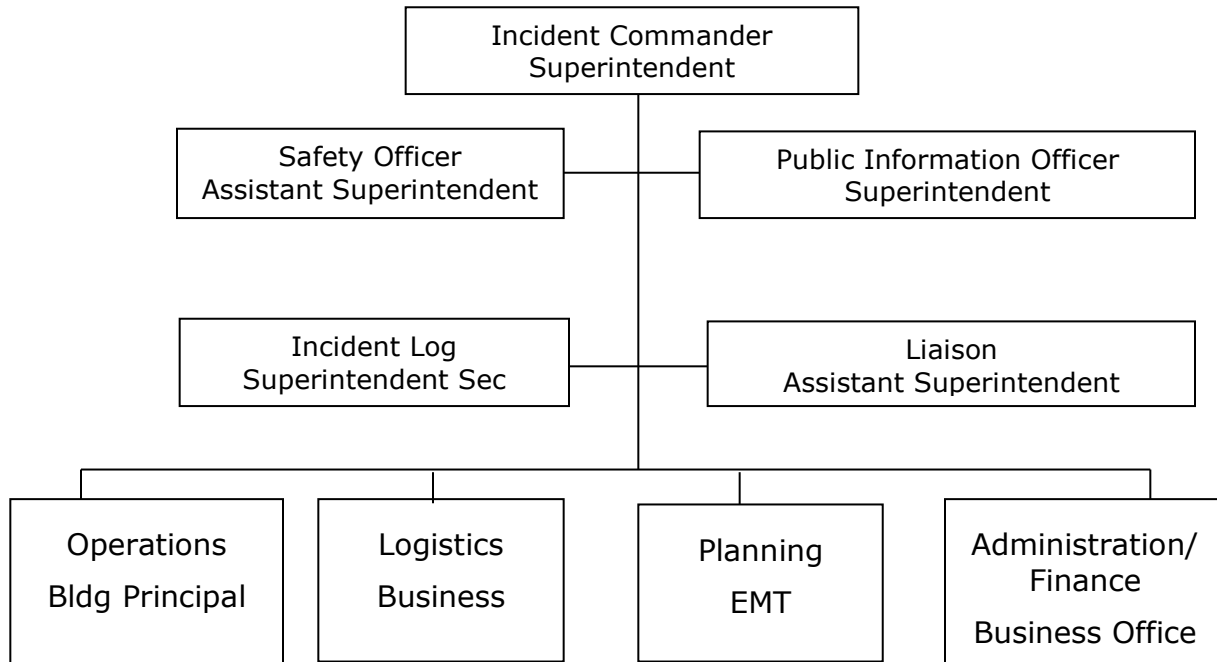 Incident Commander
Superintendent
Safety Officer
Assistant Superintendent
Public Information Officer
Superintendent
Incident Log
Superintendent Sec
Liaison
Assistant Superintendent
Operations
Bldg Principal
Logistics
Business
Planning
EMT
Administration/
Finance
Business Office